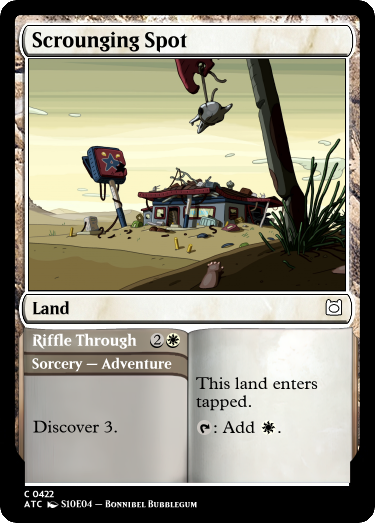 Scrounging Spot
Land
Riffle Through 2
Sorcery — Adventure
Discover 3.
This land enters
tapped.
: Add .
C 0422
ATC S10E04 – Bonnibel Bubblegum